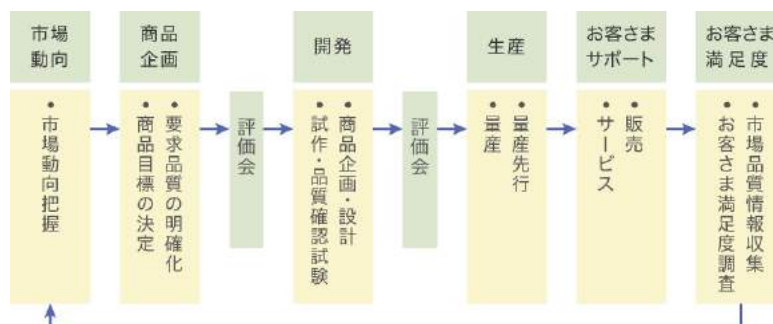 市場
動向
・市場動向把握
商品
企画
・要求品質の明確化
・商品目標の決定
評価会
開発
・商品企画・設計
・試作・品質確認試験
評価会
生産
・量産先行
・量産
お客さま
サポート
・販売
・サービス
お客さま
満足度
・市場品質情報収集
・お客さま満足度調査